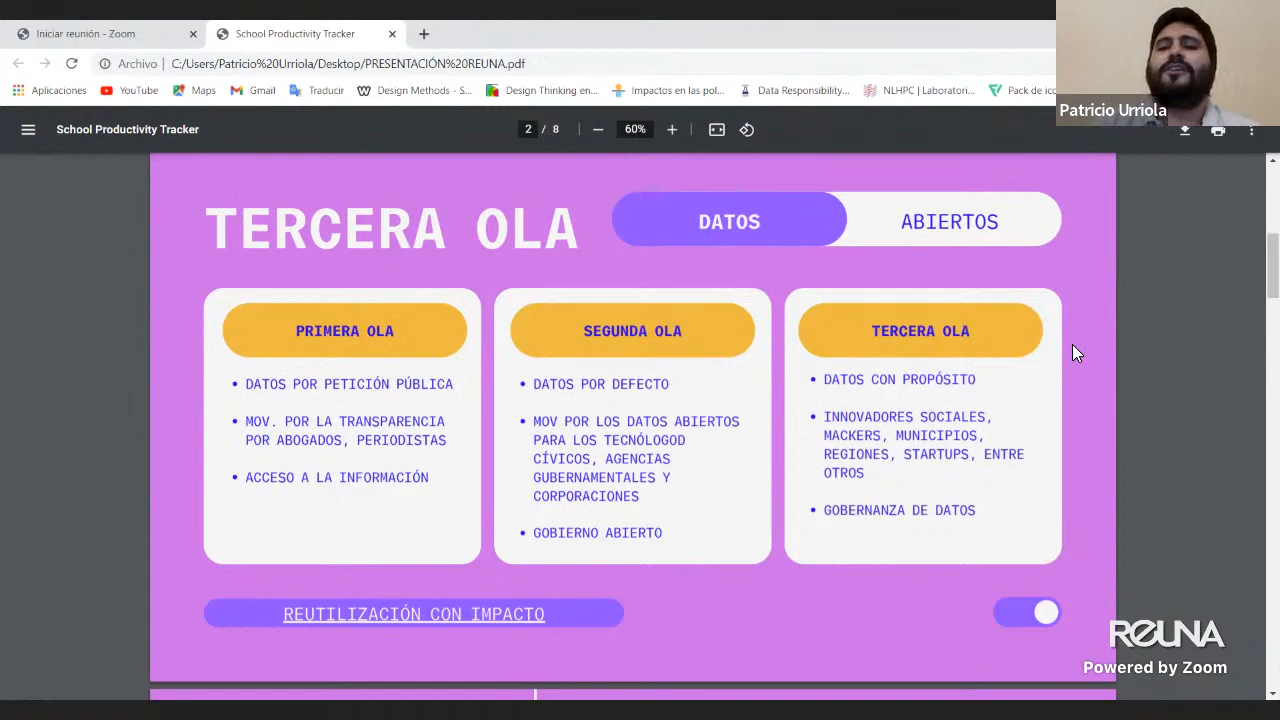 Iniciar reunión - Zoom
School Productivity Tracker
Archivo
C:/Users/Patricio%20Urriola/Desktop/PRESENTACIÓN%20REUNA.pdf
Aplicaciones
YouTube
Maps
Gmail
Traducir
Design Methods - S...
Design Thinking en...
Impactos en las pol...
Data Responsibility...
NLHPC | Laboratori...
Pack de ico
Patricio Urriola
School Productivity Tracker
2 / 8
60%
TERCERA OLA
DATOS
ABIERTOS
PRIMERA OLA
• DATOS POR PETICIÓN PÚBLICA
• MOV. POR LA TRANSPARENCIA
POR ABOGADOS, PERIODISTAS
• ACCESO A LA INFORMACIÓN
SEGUNDA OLA
• DATOS POR DEFECTO
• MOV POR LOS DATOS ABIERTOS
PARA LOS TECNÓLOGOD
CÍVICOS, AGENCIAS
GUBERNAMENTALES Y
CORPORACIONES
• GOBIERNO ABIERTO
TERCERA OLA
• DATOS CON PROPÓSITO
• INNOVADORES SOCIALES,
MACKERS, MUNICIPIOS,
REGIONES, STARTUPS, ENTRE
OTROS
• GOBERNANZA DE DATOS
REUTILIZACIÓN CON IMPACTO
REUNA
Powered by Zoom